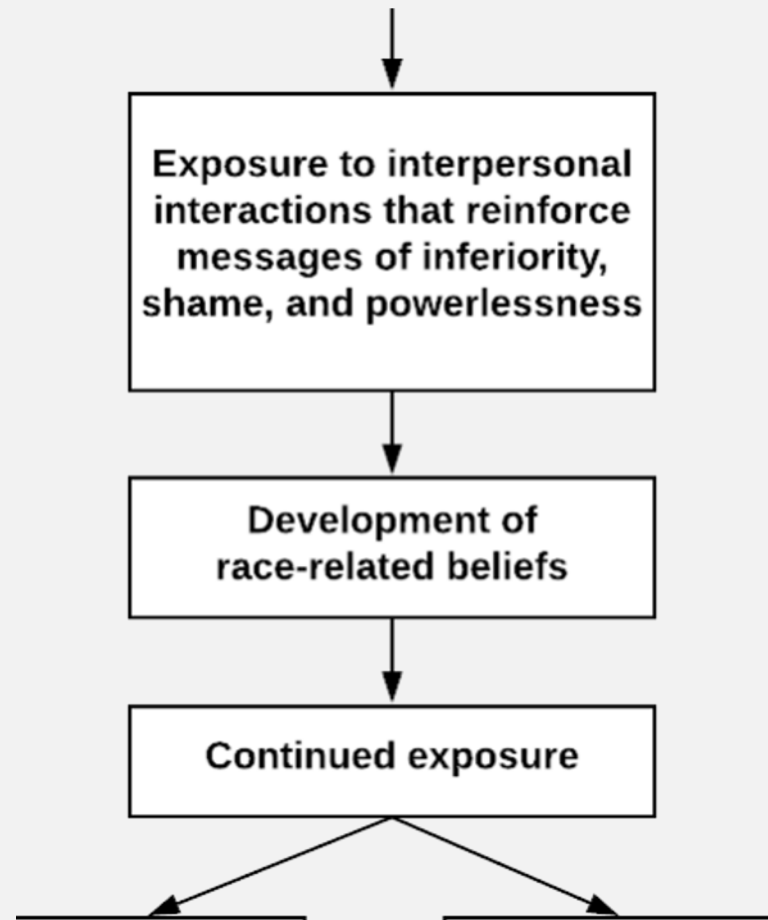 Exposure to interpersonal
interactions that reinforce
messages of inferiority,
shame, and powerlessness
Development of
race-related beliefs
Continued exposure